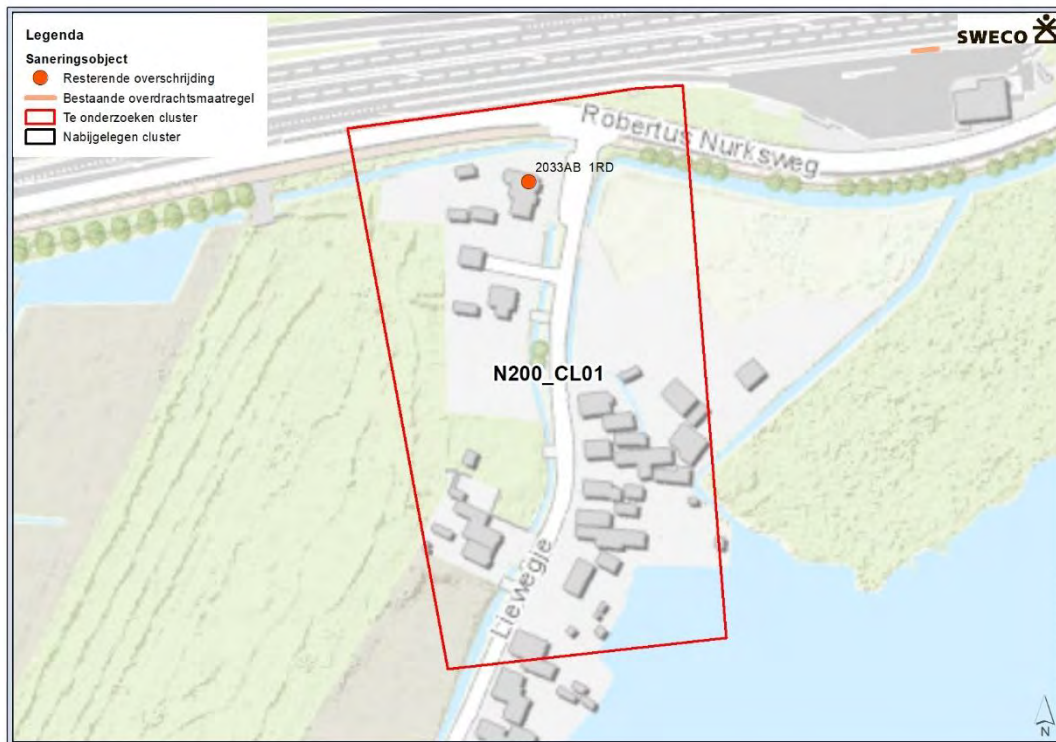 Legenda
Saneringsobject
Resterende overschrijding
Bestaande overdrachtsmaatregel
Te onderzoeken cluster
Nabijgelegen cluster
SWECO
Robertus Nurksweg
2033AB 1RD
N200_CL01
Liewegje
N